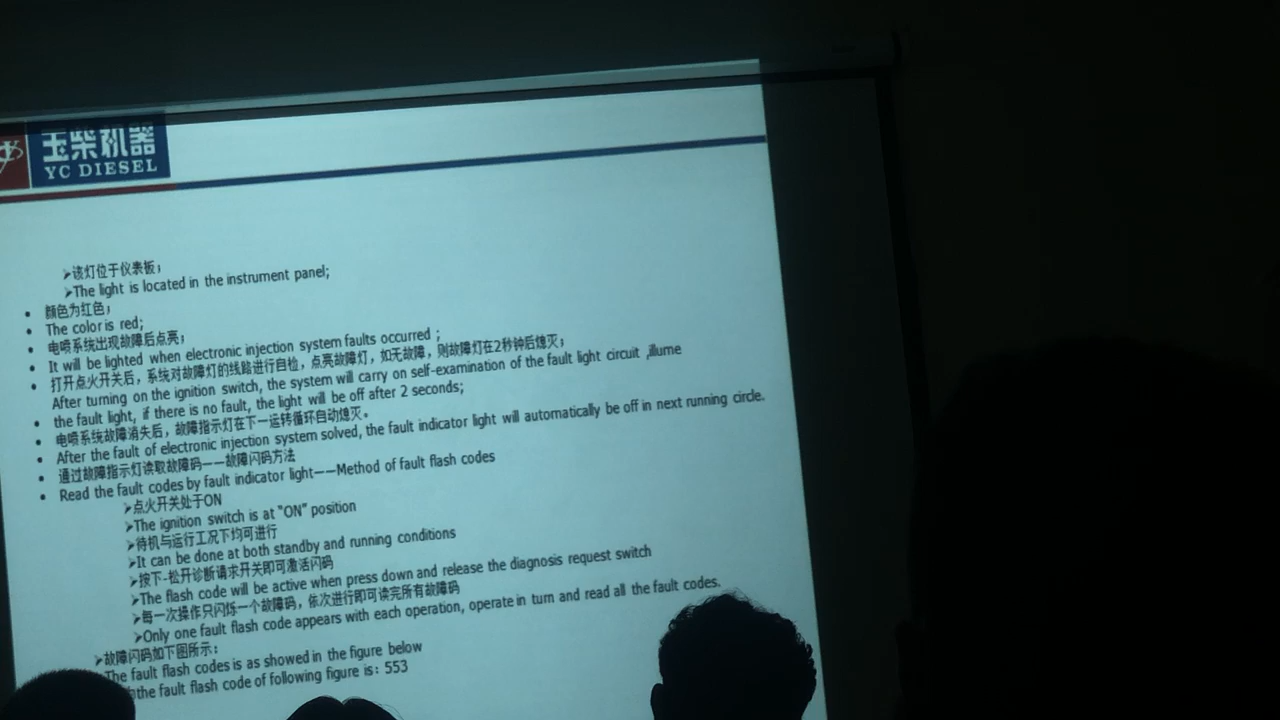 玉柴机器
YC DIESEL
➢该灯位于仪表板；
➢The light is located in the instrument panel;
• 颜色为红色；
• The color is red;
• 电喷系统出现故障后点亮；
• It will be lighted when electronic injection system faults occurred ;
• 打开点火开关后，系统对故障灯的线路进行自检，点亮故障灯，如无故障，则故障灯在2秒钟后熄灭；
After turning on the ignition switch, the system will carry on self-examination of the fault light circuit ,illume
• the fault light, if there is no fault, the light will be off after 2 seconds;
• 电喷系统故障消失后，故障指示灯在下一运转循环自动熄灭。
• After the fault of electronic injection system solved, the fault indicator light will automatically be off in next running circle.
• 通过故障指示灯读取故障码——故障闪码方法
• Read the fault codes by fault indicator light——Method of fault flash codes
➢点火开关处于ON
➢The ignition switch is at “ON” position
➢待机与运行工况下均可进行
➢It can be done at both standby and running conditions
➢按下-松开诊断请求开关即可激活闪码
➢The flash code will be active when press down and release the diagnosis request switch
➢每一次操作只闪烁一个故障码，依次进行即可读完所有故障码
➢Only one fault flash code appears with each operation, operate in turn and read all the fault codes.
➢故障闪码如下图所示：
The fault flash codes is as showed in the figure below
the fault flash code of following figure is: 553